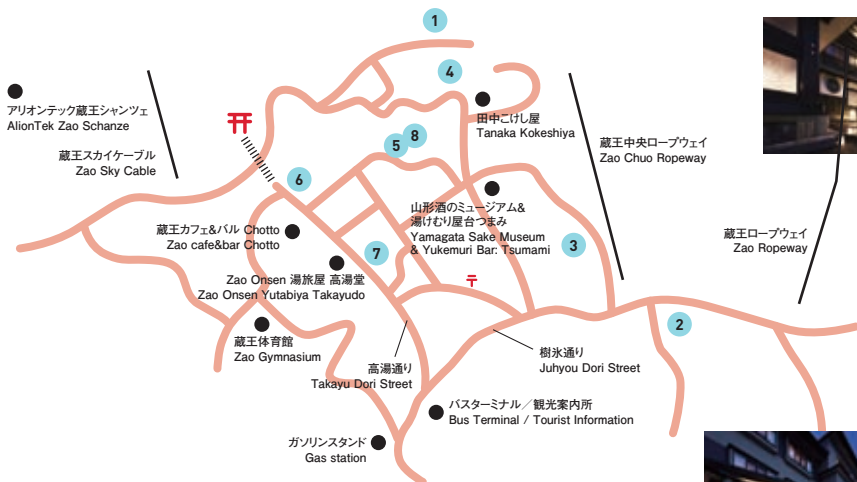 1
4
アリオンテック蔵王シャンツェ
AlionTek Zao Schanze
蔵王スカイケーブル
Zao Sky Cable
田中こけし屋
Tanaka Kokeshiya
蔵王中央ロープウェイ
Zao Chuo Ropeway
5
8
6
山形酒のミュージアム&
湯けむり屋台つまみ
Yamagata Sake Museum
& Yukemuri Bar: Tsumami
蔵王ロープウェイ
Zao Ropeway
蔵王カフェ&バル Chotto
Zao cafe&bar Chotto
7
3
Zao Onsen 湯旅屋 高湯堂
Zao Onsen Yutabiya Takayudo
〒
2
蔵王体育館
Zao Gymnasium
高湯通り
Takayu Dori Street
樹氷通り
Juhyou Dori Street
バスターミナル／観光案内所
Bus Terminal / Tourist Information
ガソリンスタンド
Gas station